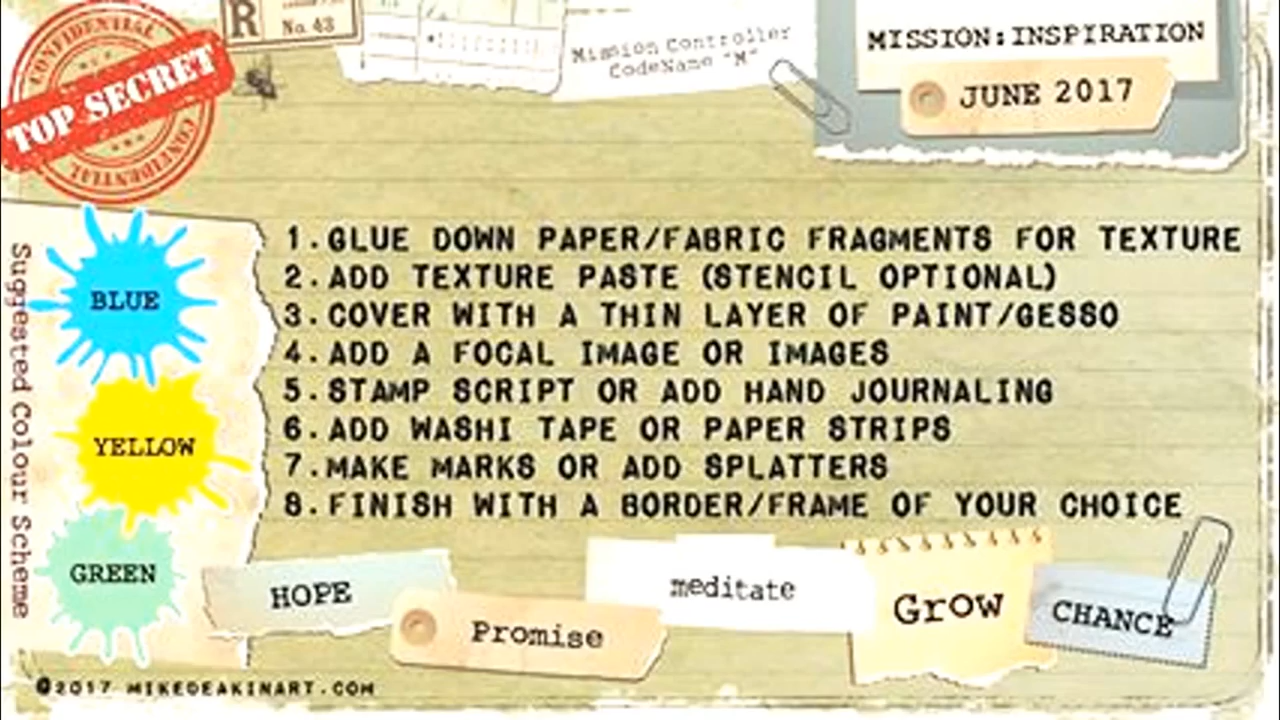 CONFIDENTIAL
TOP SECRET
CONFIDENTIAL
R
No 43
Mission Controller
CodeName "M"
MISSION:INSPIRATION
JUNE 2017
Suggested Colour Scheme
BLUE
YELLOW
GREEN
1.GLUE DOWN PAPER/FABRIC FRAGMENTS FOR TEXTURE
2.ADD TEXTURE PASTE (STENCIL OPTIONAL)
3.COVER WITH A THIN LAYER OF PAINT/GESSO
4.ADD A FOCAL IMAGE OR IMAGES
5.STAMP SCRIPT OR ADD HAND JOURNALING
6.ADD WASHI TAPE OR PAPER STRIPS
7.MAKE MARKS OR ADD SPLATTERS
8.FINISH WITH A BORDER/FRAME OF YOUR CHOICE
HOPE
Promise
meditate
Grow
CHANCE
©2017 MIKEDEAKINART.COM